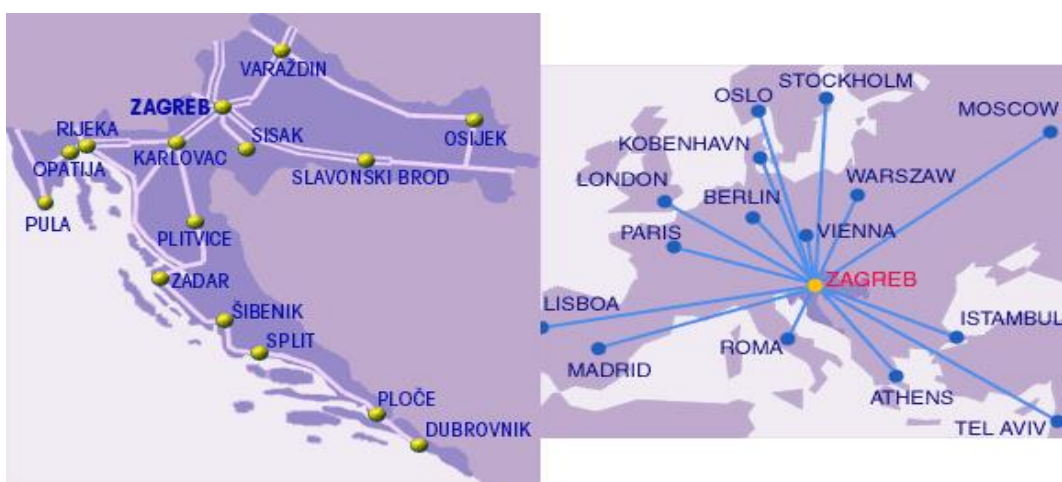 VARAŽDIN
ZAGREB
RIJEKA
SISAK
OSIJEK
OPATIJA
KARLOVAC
SLAVONSKI BROD
PULA
PLITVICE
ZADAR
ŠIBENIK
SPLIT
PLOČE
DUBROVNIK
STOCKHOLM
OSLO
MOSCOW
KOBENHAVN
LONDON
BERLIN
WARSZAW
PARIS
VIENNA
ZAGREB
LISBOA
ISTAMBUL
ROMA
MADRID
ATHENS
TEL AVIV